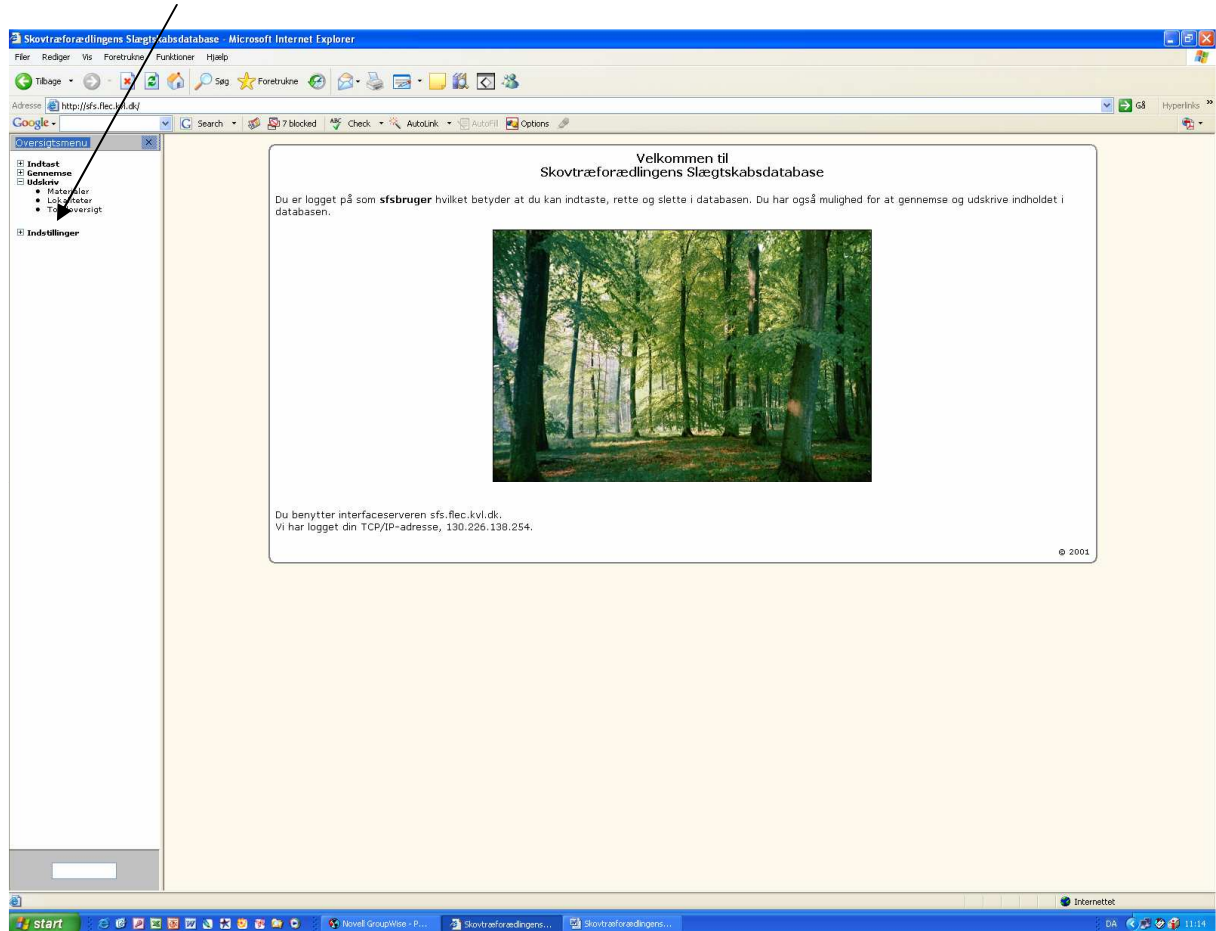 Skovtræforædlingens Slægtskabsdatabase - Microsoft Internet Explorer
Filer Rediger Vis Foretrukne Funktioner Hjælp
Tilbage Søg Foretrukne
Adresse http://sfs.flec.kvl.dk/ Gå Hyperlinks »
Google - Search 7 blocked Check AutoLink AutoFill Options
Oversigtsmenu
Indtast
Gennemse
Udskriv
Materialer
Lokaliteter
Indstillinger
Velkommen til
Skovtræforædlingens Slægtskabsdatabase
Du er logget på som sfsbruger hvilket betyder at du kan indtaste, rette og slette i databasen. Du har også mulighed for at gennemse og udskrive indholdet i
databasen.
Du benytter interfaceserveren sfs.flec.kvl.dk.
Vi har logget din TCP/IP-adresse, 130.226.138.254.
© 2001
Internettet
start Novell GroupWise - P... Skovtræforædlingens... Skovtræforædlingens... DA 11:14